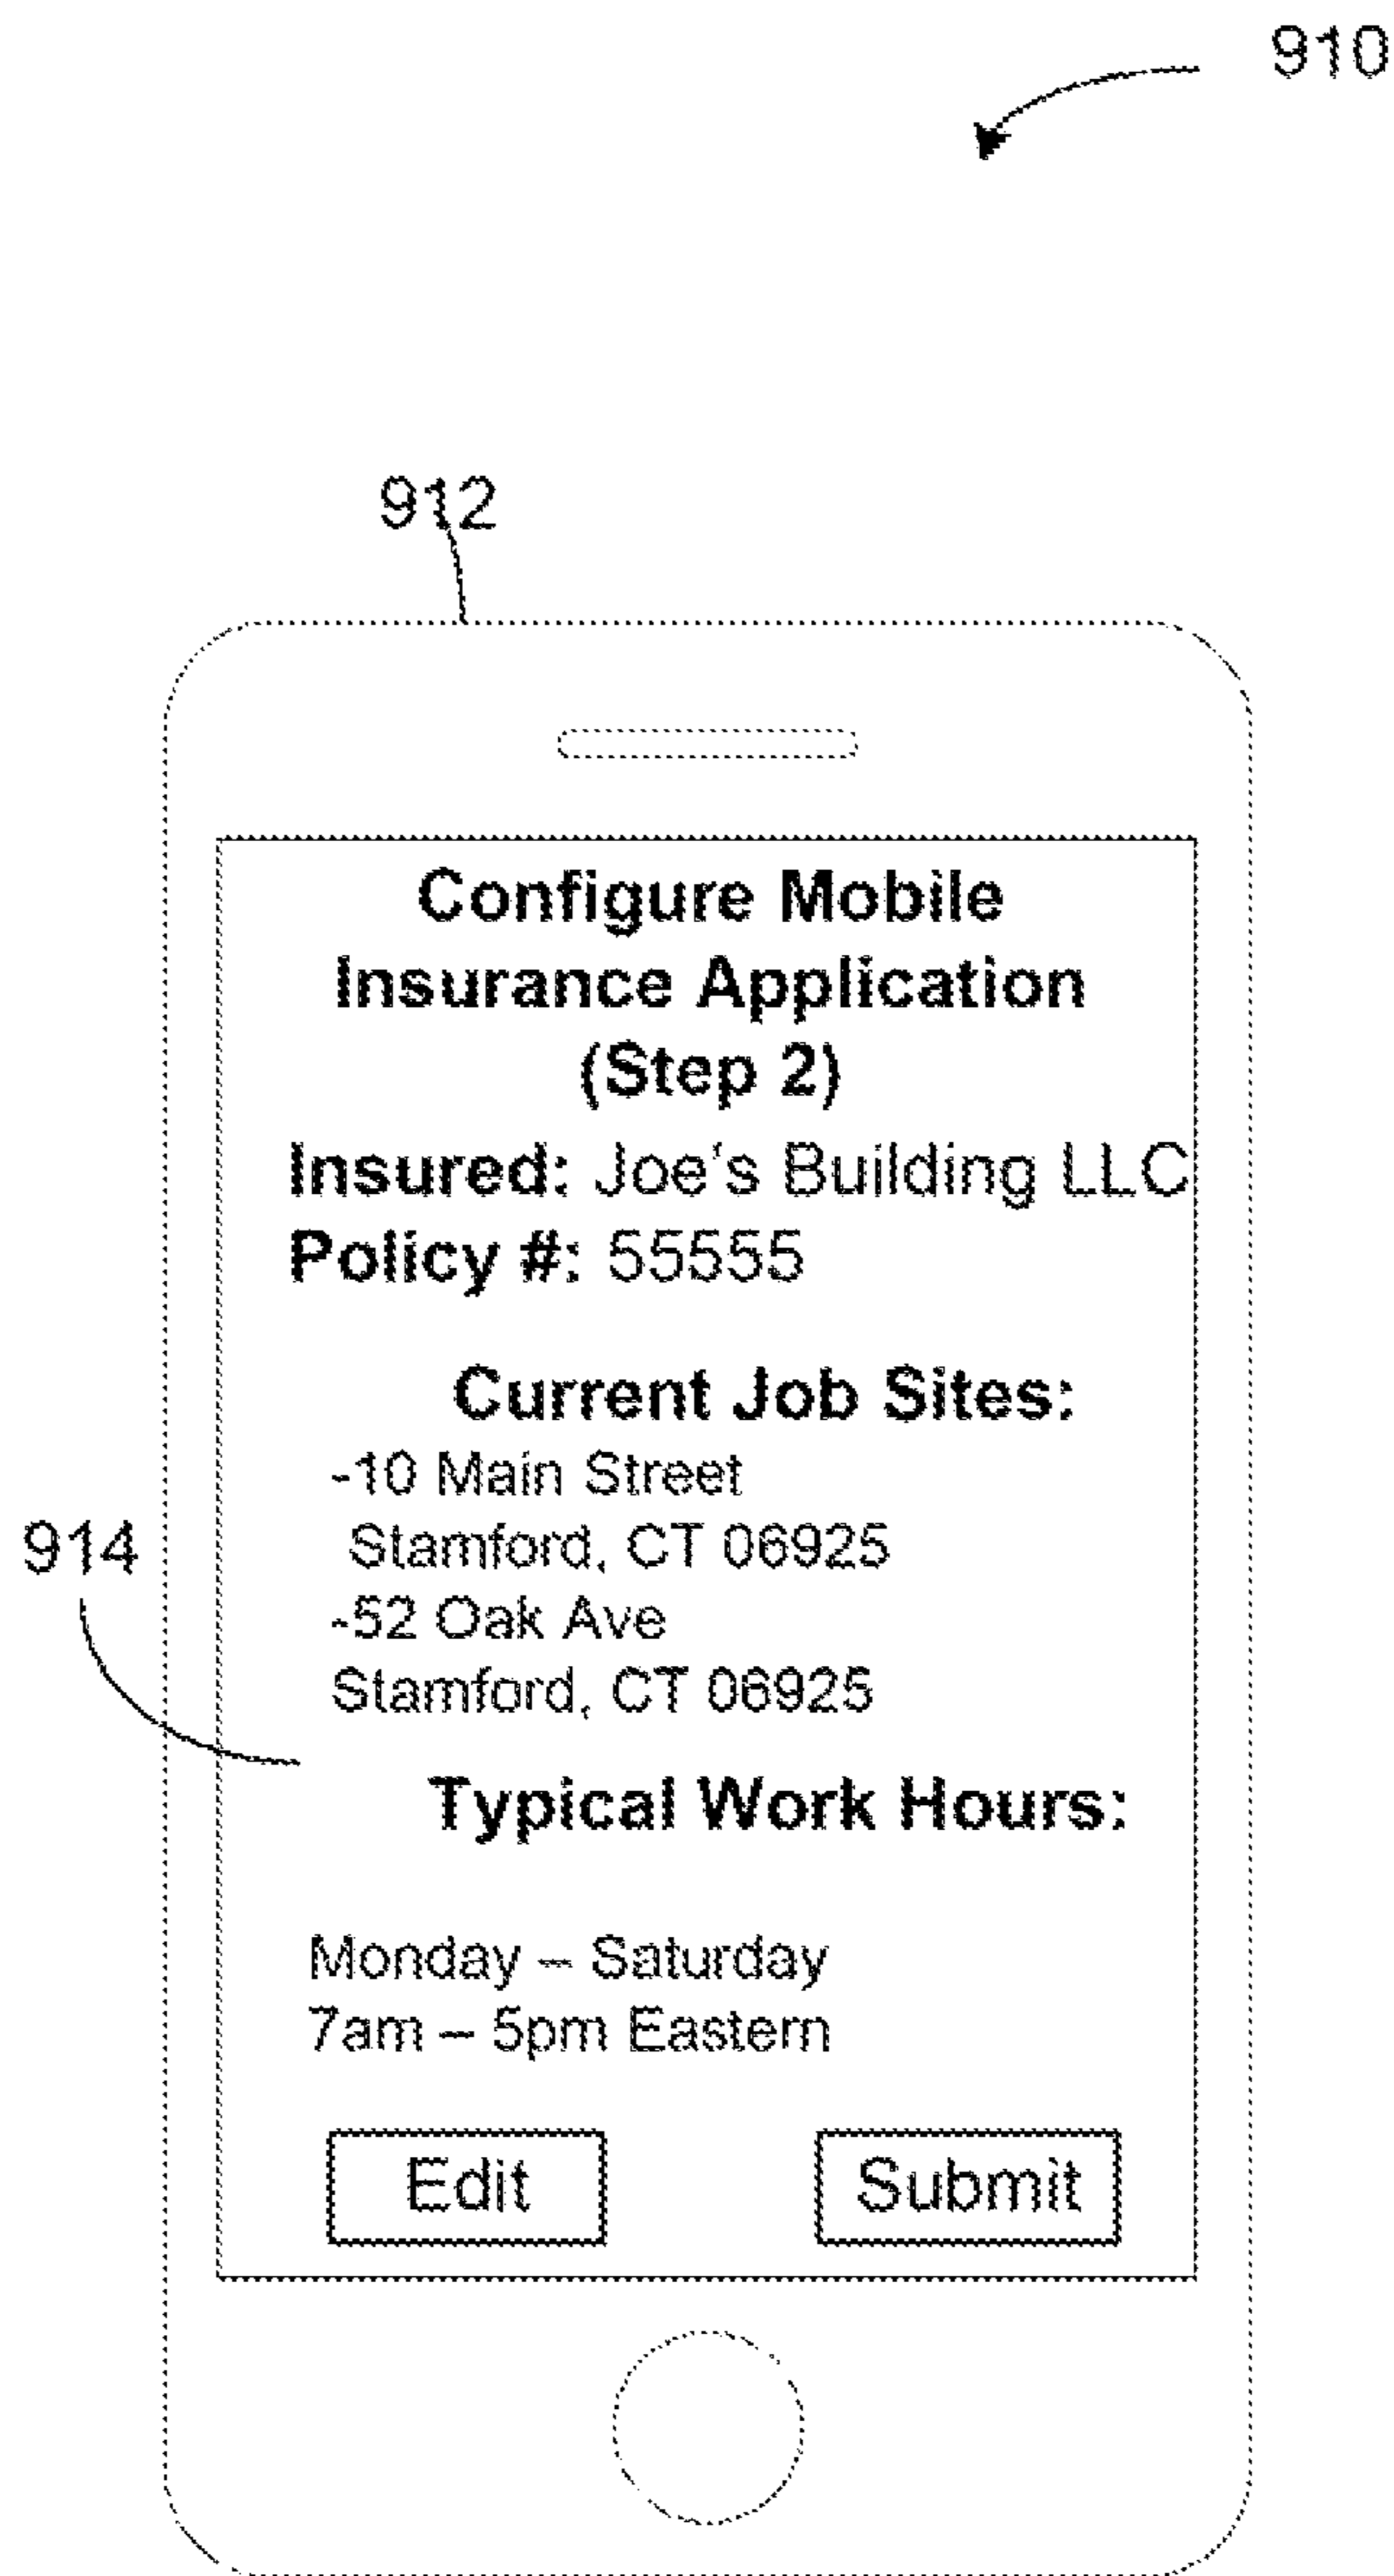 910
912
Configure Mobile
Insurance Application
(Step 2)
Insured: Joe's Building LLC
Policy #: 55555
Current Job Sites:
-10 Main Street
Stamford, CT 06925
-52 Oak Ave
Stamford, CT 06925
914
Typical Work Hours:
Monday – Saturday
7am – 5pm Eastern
Edit
Submit